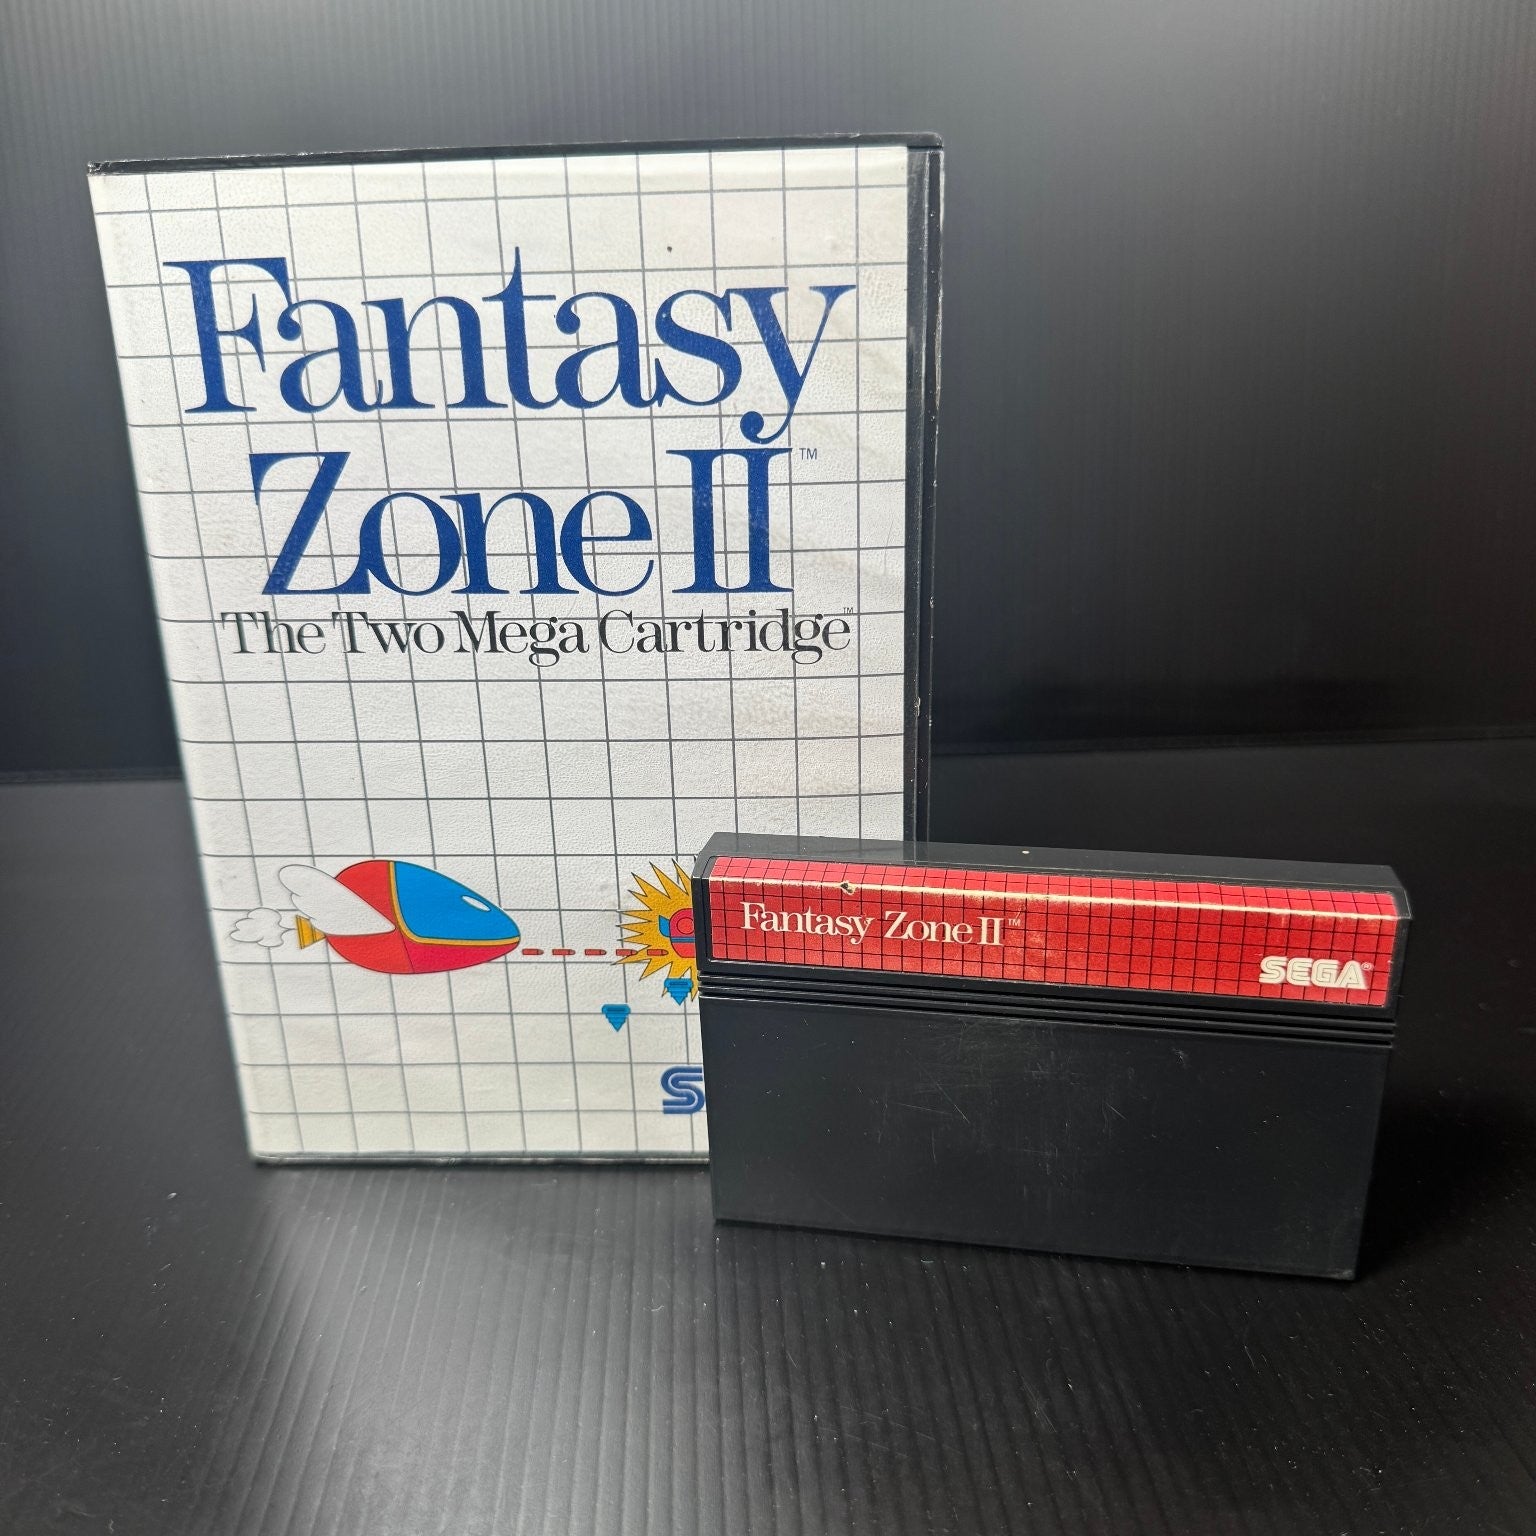 Fantasy
Zone II™
The Two Mega Cartridge™
Fantasy Zone II™
SEGA®